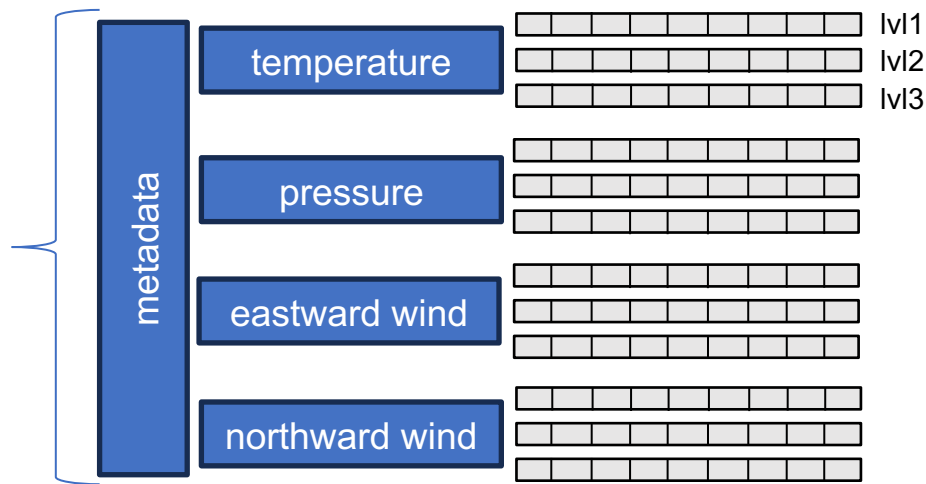 metadata
temperature
lvl1
lvl2
lvl3
pressure
eastward wind
northward wind